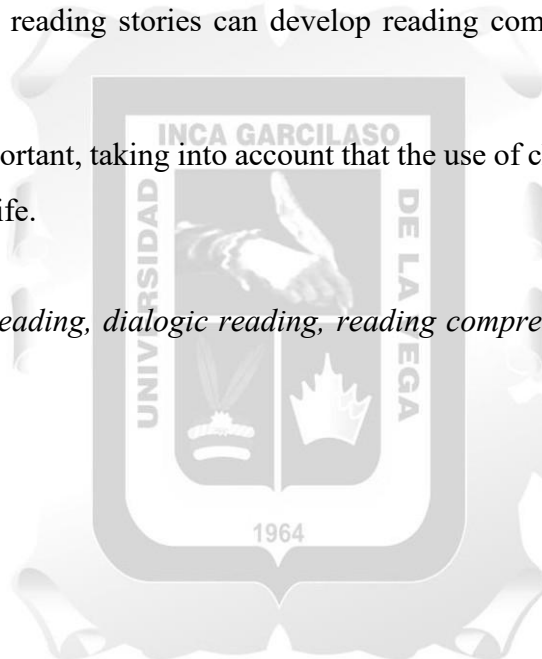 reading stories can develop reading com
INCA GARCILASO
ortant, taking into account that the use of c
ife.
UNIVERSIDAD
DE LA VEGA
eading, dialogic reading, reading compre
1964